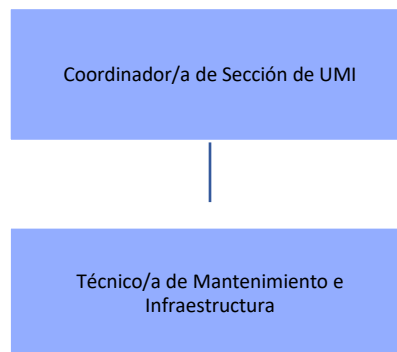 Coordinador/a de Sección de UMI
Técnico/a de Mantenimiento e
Infraestructura